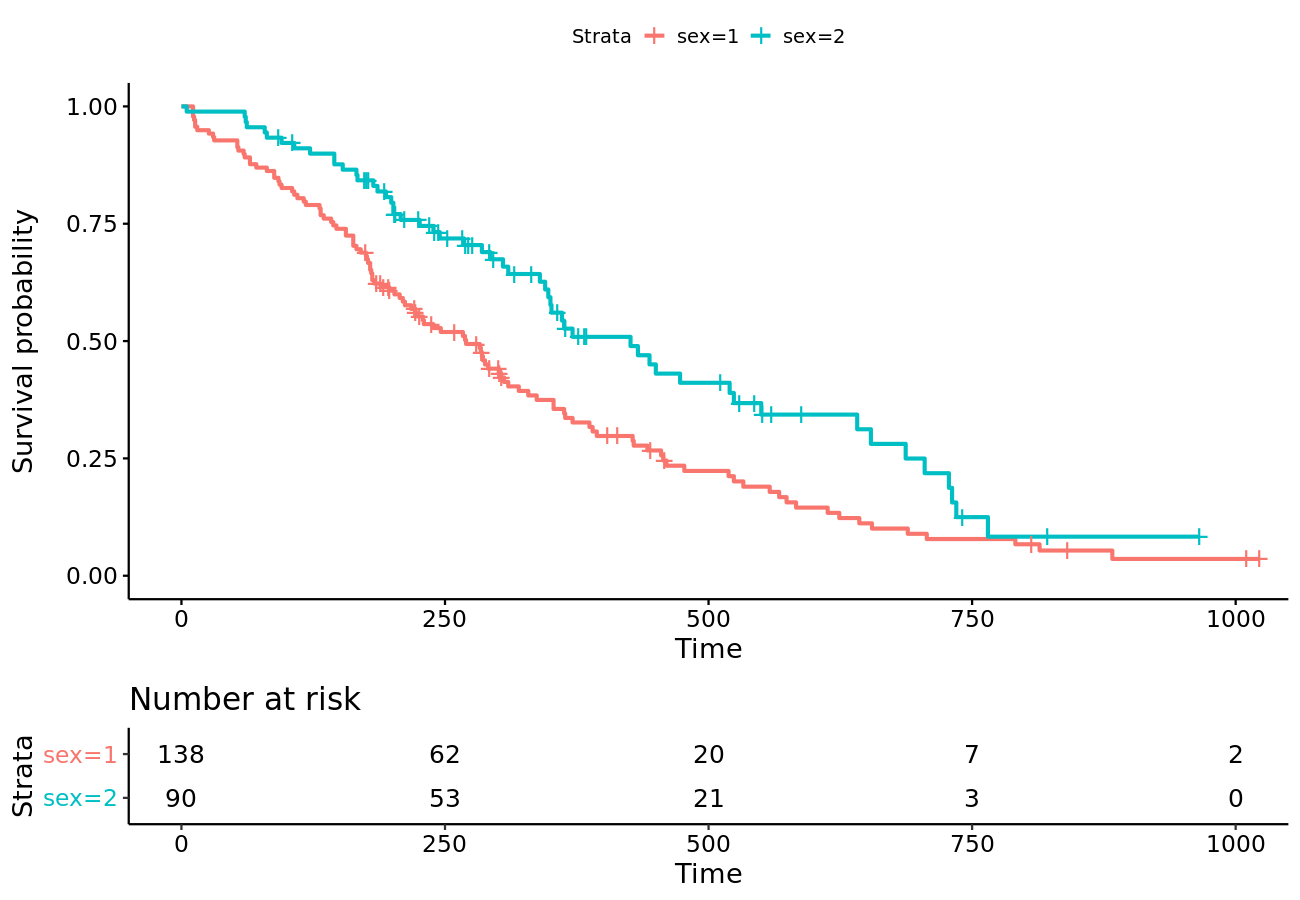 Strata sex=1 sex=2
Survival probability
1.00
0.75
0.50
0.25
0.00
0 250 500 750 1000
Time
Number at risk
Strata
sex=1 138 62 20 7 2
sex=2 90 53 21 3 0
0 250 500 750 1000
Time